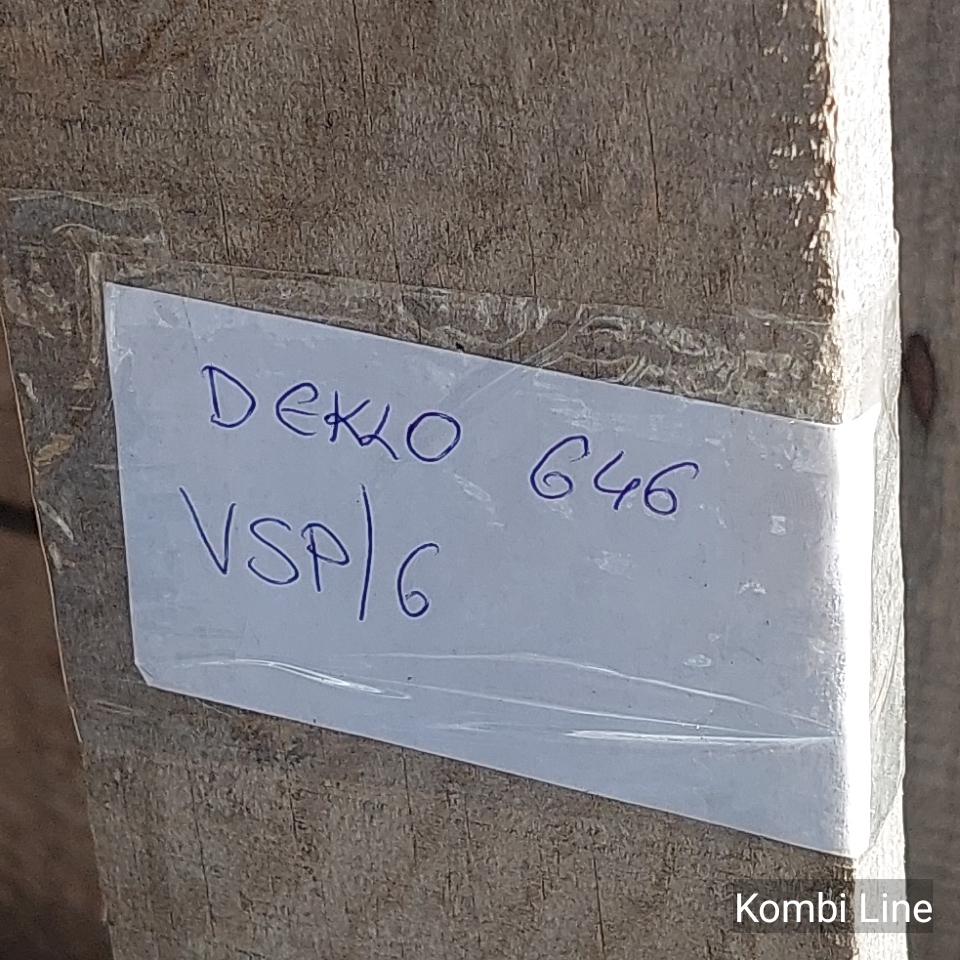 DEKLO 646
VSP/6
Kombi Line